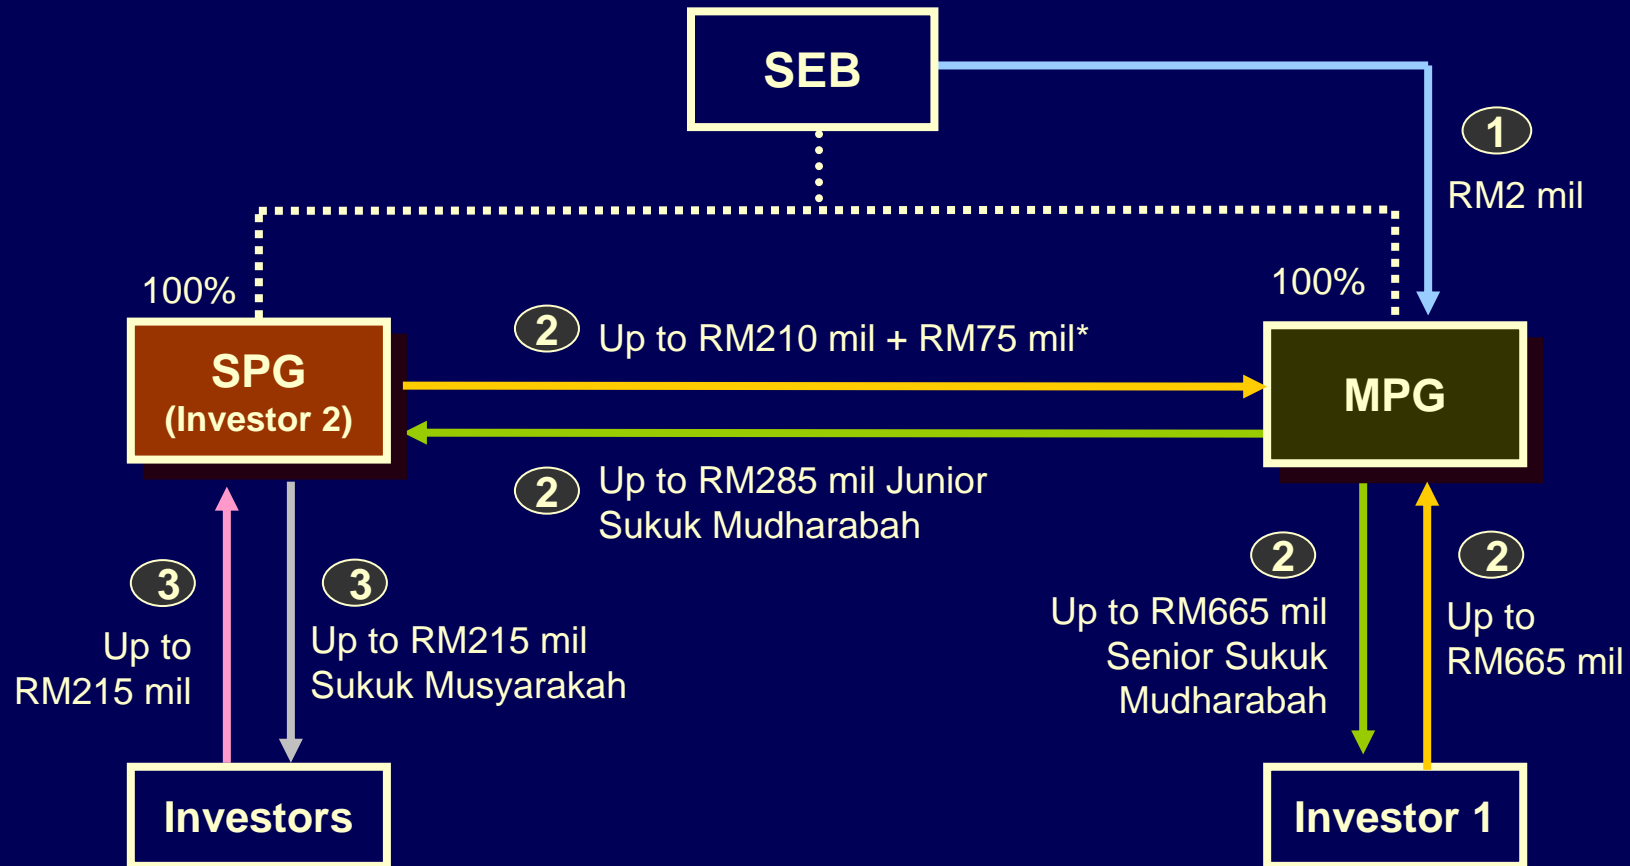 SEB
1
RM2 mil
100%
100%
SPG
(Investor 2)
2
Up to RM210 mil + RM75 mil*
MPG
2
Up to RM285 mil Junior
Sukuk Mudharabah
3
Up to
RM215 mil
3
Up to RM215 mil
Sukuk Musyarakah
2
Up to RM665 mil
Senior Sukuk
Mudharabah
2
Up to
RM665 mil
Investors
Investor 1